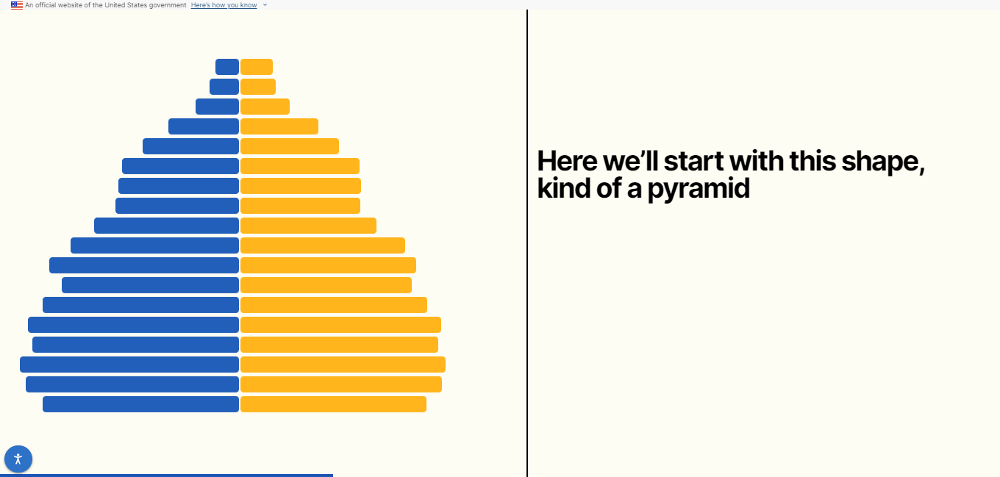 An official website of the United States government Here's how you know
Here we’ll start with this shape,
kind of a pyramid